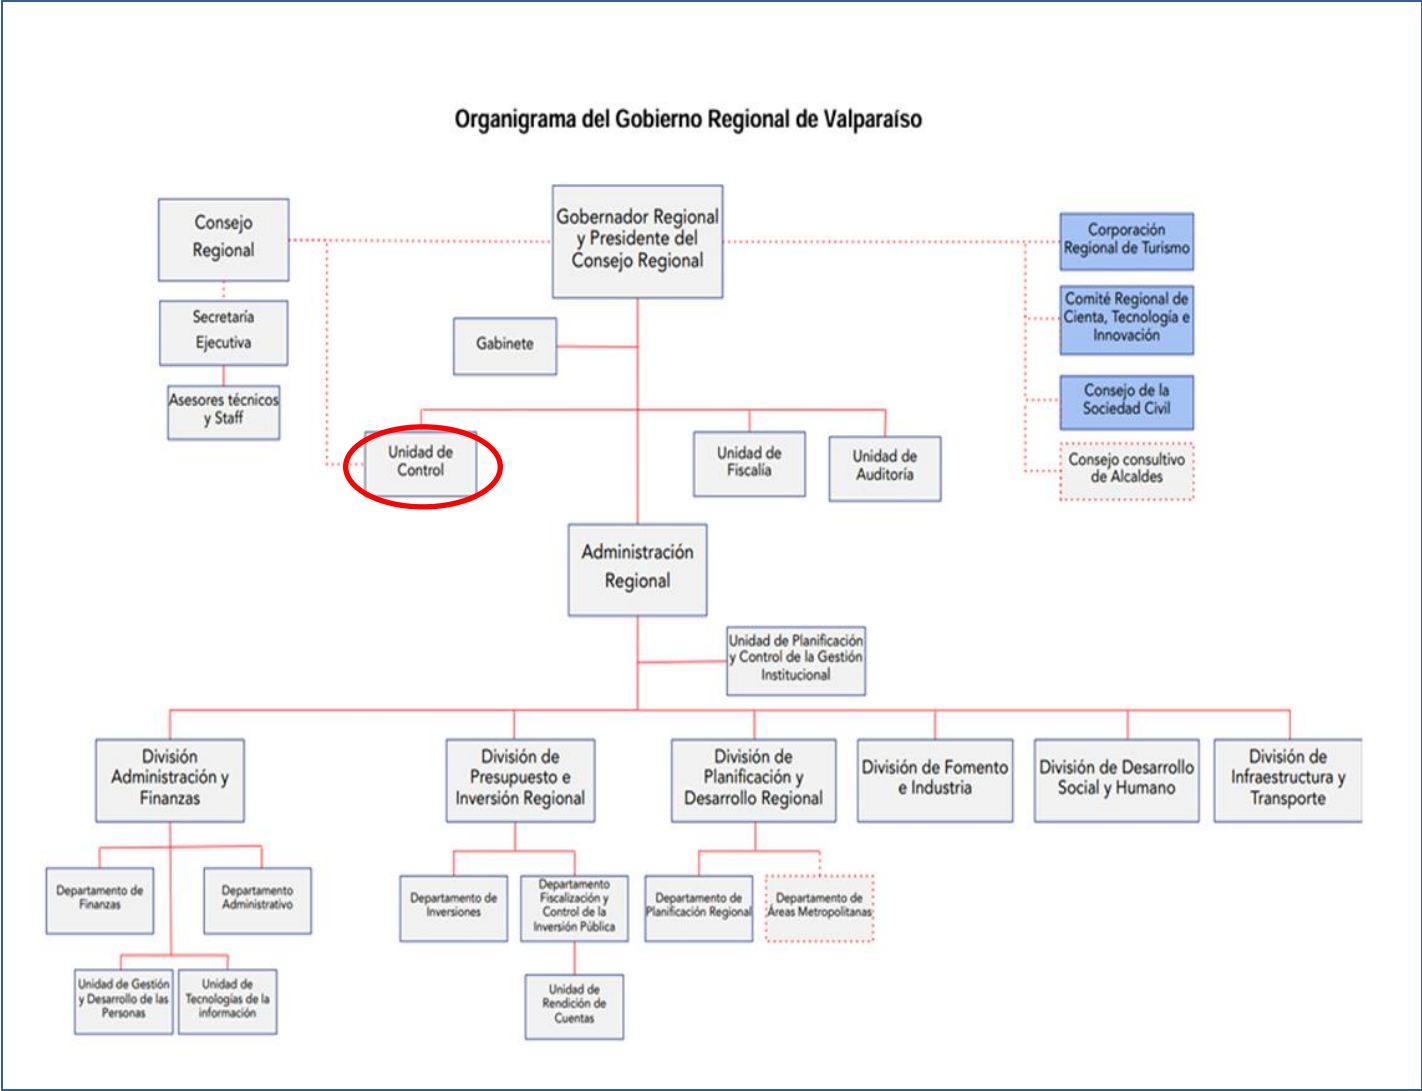 Organigrama del Gobierno Regional de Valparaíso
Consejo
Regional
Gobernador Regional
y Presidente del
Consejo Regional
Corporación
Regional de Turismo
Secretaría
Ejecutiva
Gabinete
Comité Regional de
Cienta, Tecnología e
Innovación
Asesores técnicos
y Staff
Consejo de la
Sociedad Civil
Unidad de
Control
Unidad de
Fiscalía
Unidad de
Auditoría
Consejo consultivo
de Alcaldes
Administración
Regional
Unidad de Planificación
y Control de la Gestión
Institucional
División
Administración y
Finanzas
División de
Presupuesto e
Inversión Regional
División de
Planificación y
Desarrollo Regional
División de Fomento
e Industria
División de Desarrollo
Social y Humano
División de
Infraestructura y
Transporte
Departamento de
Finanzas
Departamento
Administrativo
Departamento de
Inversiones
Departamento
Fiscalización y
Control de la
Inversión Pública
Departamento de
Planificación Regional
Departamento de
Áreas Metropolitanas
Unidad de Gestión
y Desarrollo de las
Personas
Unidad de
Tecnologías de la
información
Unidad de
Rendición de
Cuentas